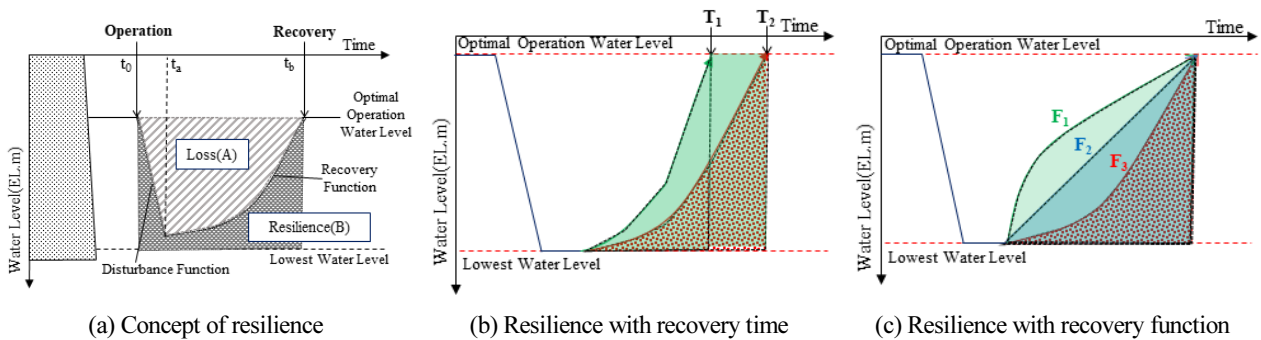 Operation
Recovery
Time
t0
ta
tb
Optimal
Operation
Water Level
Loss(A)
Recovery
Function
Resilience(B)
Lowest Water Level
Disturbance Function
Water Level(EL.m)
(a) Concept of resilience
T1
T2
Time
Optimal Operation Water Level
Lowest Water Level
Water Level(EL.m)
(b) Resilience with recovery time
Time
Optimal Operation Water Level
F1
F2
F3
Lowest Water Level
Water Level(EL.m)
(c) Resilience with recovery function